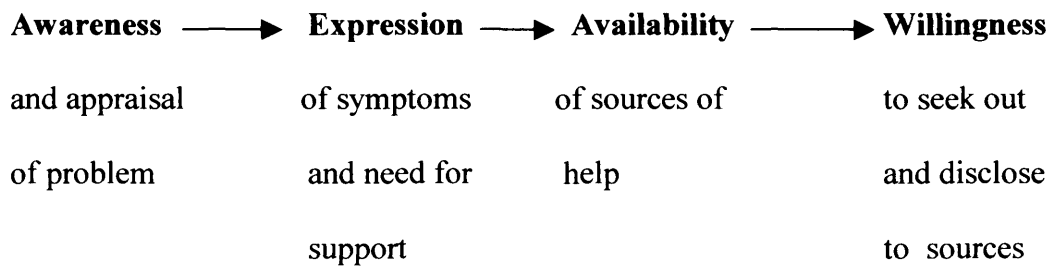 Awareness Expression Availability Willingness
and appraisal of symptoms of sources of to seek out
of problem and need for help and disclose
support to sources